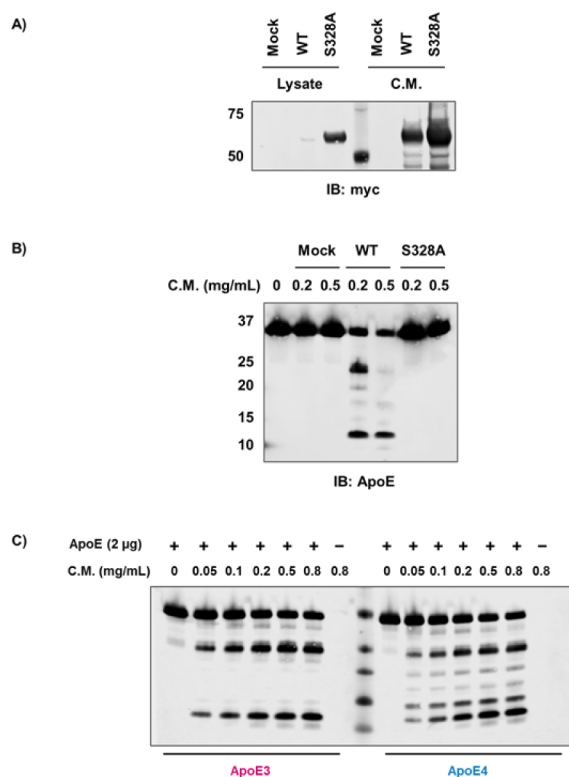 A)
Mock WT S328A Mock WT S328A
Lysate C.M.
75
50
IB: myc
B)
Mock WT S328A
C.M. (mg/mL) 0 0.2 0.5 0.2 0.5 0.2 0.5
37
25
20
15
10
IB: ApoE
C)
ApoE (2 µg) + + + + + + − + + + + + + −
C.M. (mg/mL) 0 0.05 0.1 0.2 0.5 0.8 0.8 0 0.05 0.1 0.2 0.5 0.8 0.8
ApoE3 ApoE4